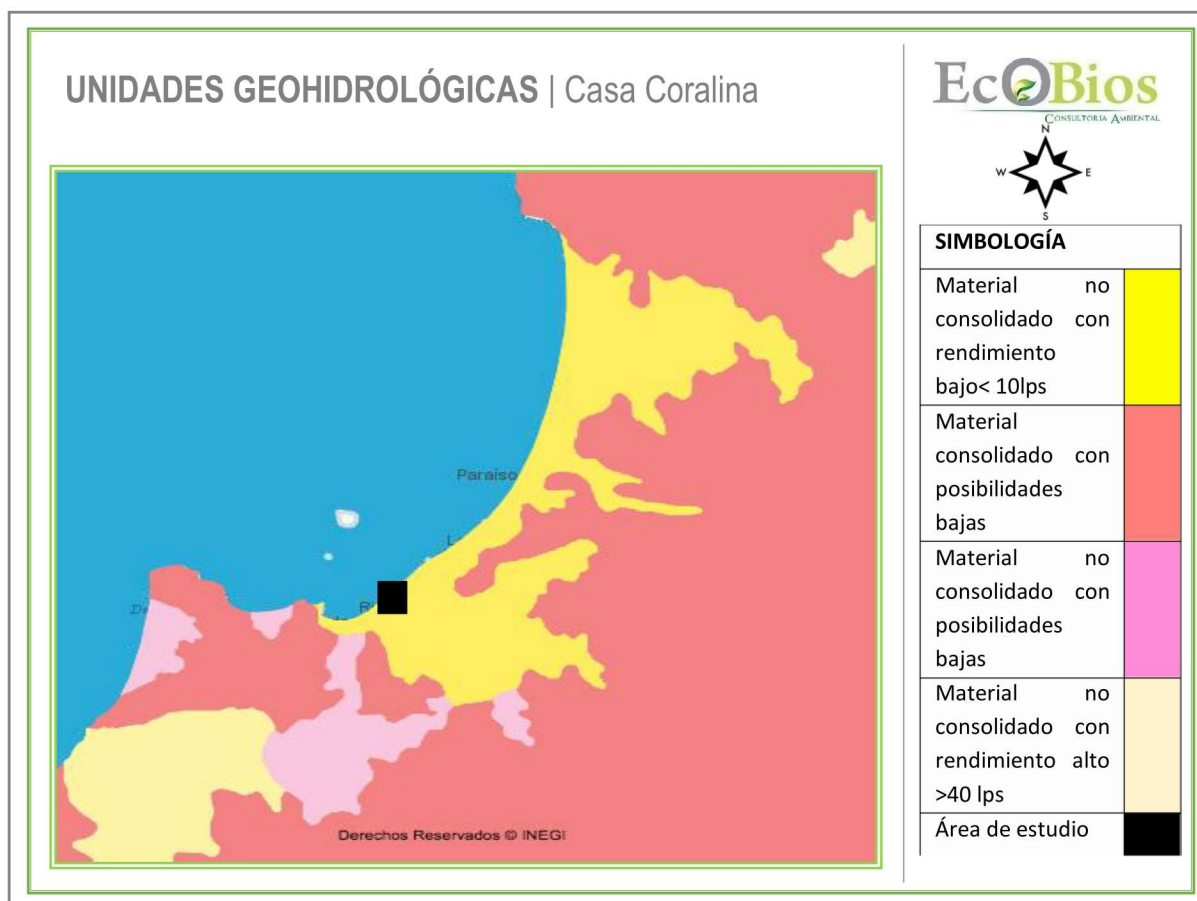 UNIDADES GEOHIDROLÓGICAS | Casa Coralina
EcOBios
CONSULTORIA AMBIENTAL
N
W
E
S
SIMBOLOGÍA
Material no
consolidado con
rendimiento
bajo< 10lps
Material
consolidado con
posibilidades
bajas
Material no
consolidado con
posibilidades
bajas
Material no
consolidado con
rendimiento alto
>40 lps
Área de estudio
Paraíso
Derechos Reservados © INEGI